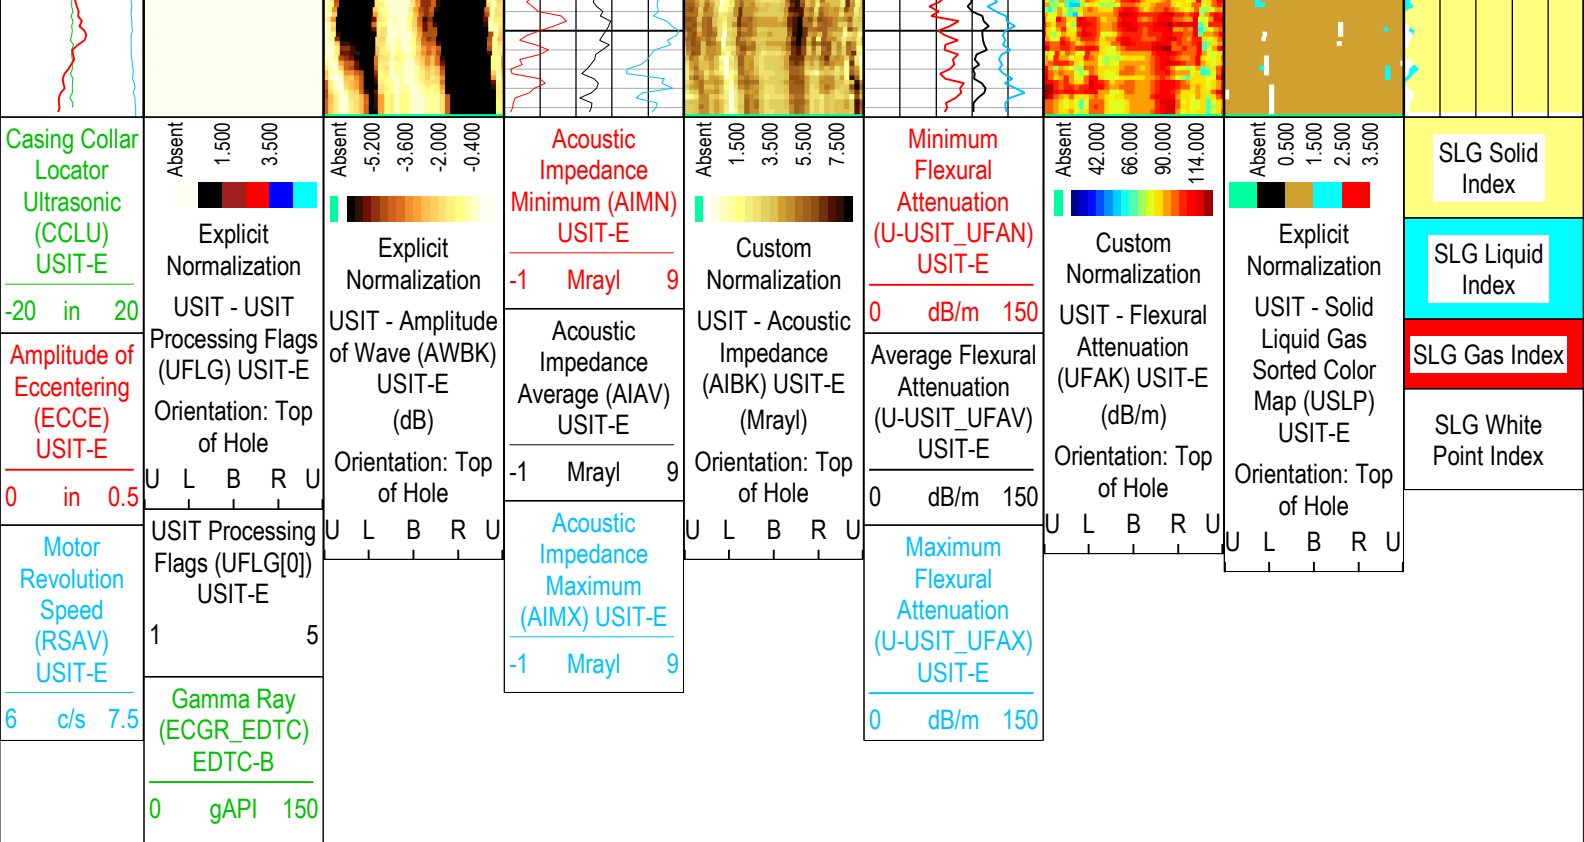 Casing Collar
Locator
Ultrasonic
(CCLU)
USIT-E
-20 in 20
Amplitude of
Eccentering
(ECCE)
USIT-E
0 in 0.5
Motor
Revolution
Speed
(RSAV)
USIT-E
6 c/s 7.5
Absent
1.500
3.500
Explicit
Normalization
USIT - USIT
Processing Flags
(UFLG) USIT-E
Orientation: Top
of Hole
U L B R U
USIT Processing
Flags (UFLG[0])
USIT-E
1 5
Gamma Ray
(ECGR_EDTC)
EDTC-B
0 gAPI 150
Absent
-5.200
-3.600
-2.000
-0.400
Explicit
Normalization
USIT - Amplitude
of Wave (AWBK)
USIT-E
(dB)
Orientation: Top
of Hole
U L B R U
Acoustic
Impedance
Minimum (AIMN)
USIT-E
-1 Mrayl 9
Acoustic
Impedance
Average (AIAV)
USIT-E
-1 Mrayl 9
Acoustic
Impedance
Maximum
(AIMX) USIT-E
-1 Mrayl 9
Absent
1.500
3.500
5.500
7.500
Custom
Normalization
USIT - Acoustic
Impedance
(AIBK) USIT-E
(Mrayl)
Orientation: Top
of Hole
U L B R U
Minimum
Flexural
Attenuation
(U-USIT_UFAN)
USIT-E
0 dB/m 150
Average Flexural
Attenuation
(U-USIT_UFAV)
USIT-E
0 dB/m 150
Maximum
Flexural
Attenuation
(U-USIT_UFAX)
USIT-E
0 dB/m 150
Absent
42.000
66.000
90.000
114.000
Custom
Normalization
USIT - Flexural
Attenuation
(UFAK) USIT-E
(dB/m)
Orientation: Top
of Hole
U L B R U
Absent
0.500
1.500
2.500
3.500
Explicit
Normalization
USIT - Solid
Liquid Gas
Sorted Color
Map (USLP)
USIT-E
Orientation: Top
of Hole
U L B R U
SLG Solid
Index
SLG Liquid
Index
SLG Gas Index
SLG White
Point Index